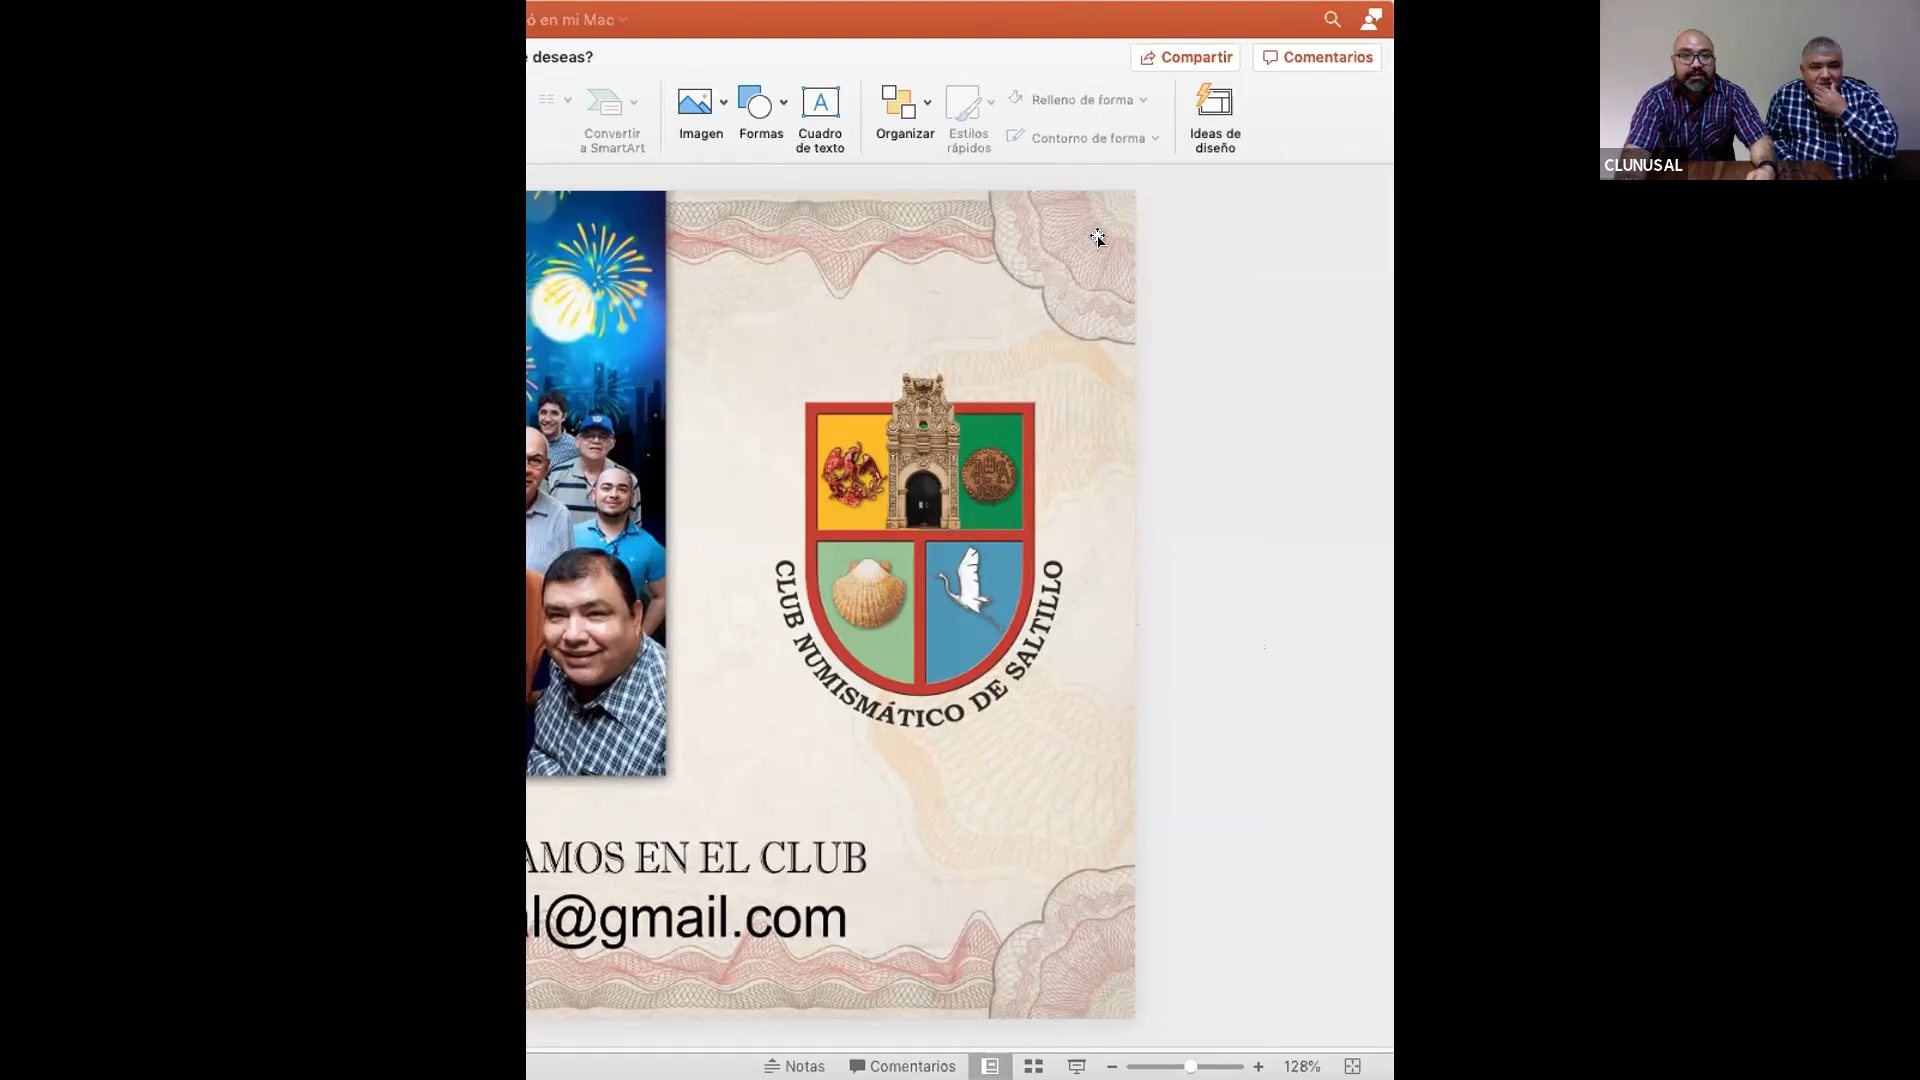 ó en mi Mac
deseas?
Compartir
Comentarios
Convertir
a SmartArt
Imagen
Formas
Cuadro
de texto
Organizar
Estilos
rápidos
Relleno de forma
Contorno de forma
Ideas de
diseño
CLUNUSAL
CLUB NUMISMÁTICO DE SALTILLO
AMOS EN EL CLUB
al@gmail.com
Notas
Comentarios
128%